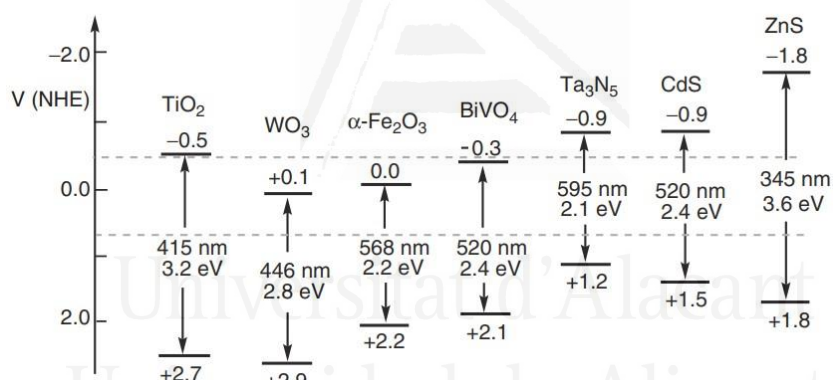 ZnS
−1.8
−2.0
V (NHE)
0.0
2.0
TiO2
−0.5
415 nm
3.2 eV
+2.7
WO3
+0.1
446 nm
2.8 eV
α-Fe2O3
0.0
568 nm
2.2 eV
+2.2
BiVO4
-0.3
520 nm
2.4 eV
+2.1
Ta3N5
−0.9
595 nm
2.1 eV
+1.2
CdS
−0.9
520 nm
2.4 eV
+1.5
345 nm
3.6 eV
+1.8
Universitat d'Alacant